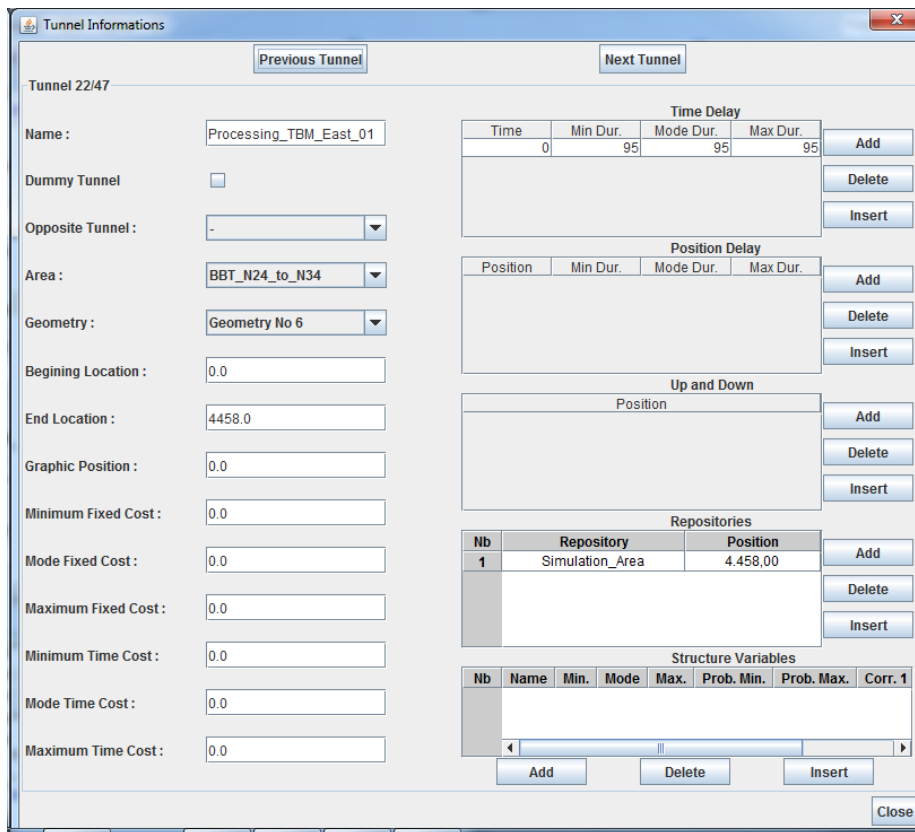 Tunnel Informations
X
Previous Tunnel Next Tunnel
Tunnel 22/47
Name : Processing_TBM_East_01
Dummy Tunnel
Opposite Tunnel : -
Area : BBT_N24_to_N34
Geometry : Geometry No 6
Begining Location : 0.0
End Location : 4458.0
Graphic Position : 0.0
Minimum Fixed Cost : 0.0
Mode Fixed Cost : 0.0
Maximum Fixed Cost : 0.0
Minimum Time Cost : 0.0
Mode Time Cost : 0.0
Maximum Time Cost : 0.0
Time Delay
Time Min Dur. Mode Dur. Max Dur.
0 95 95 95
Add
Delete
Insert
Position Delay
Position Min Dur. Mode Dur. Max Dur.
Add
Delete
Insert
Up and Down
Position
Add
Delete
Insert
Repositories
Nb Repository Position
1 Simulation_Area 4.458,00
Add
Delete
Insert
Structure Variables
Nb Name Min. Mode Max. Prob. Min. Prob. Max. Corr. 1
Add Delete Insert
Close